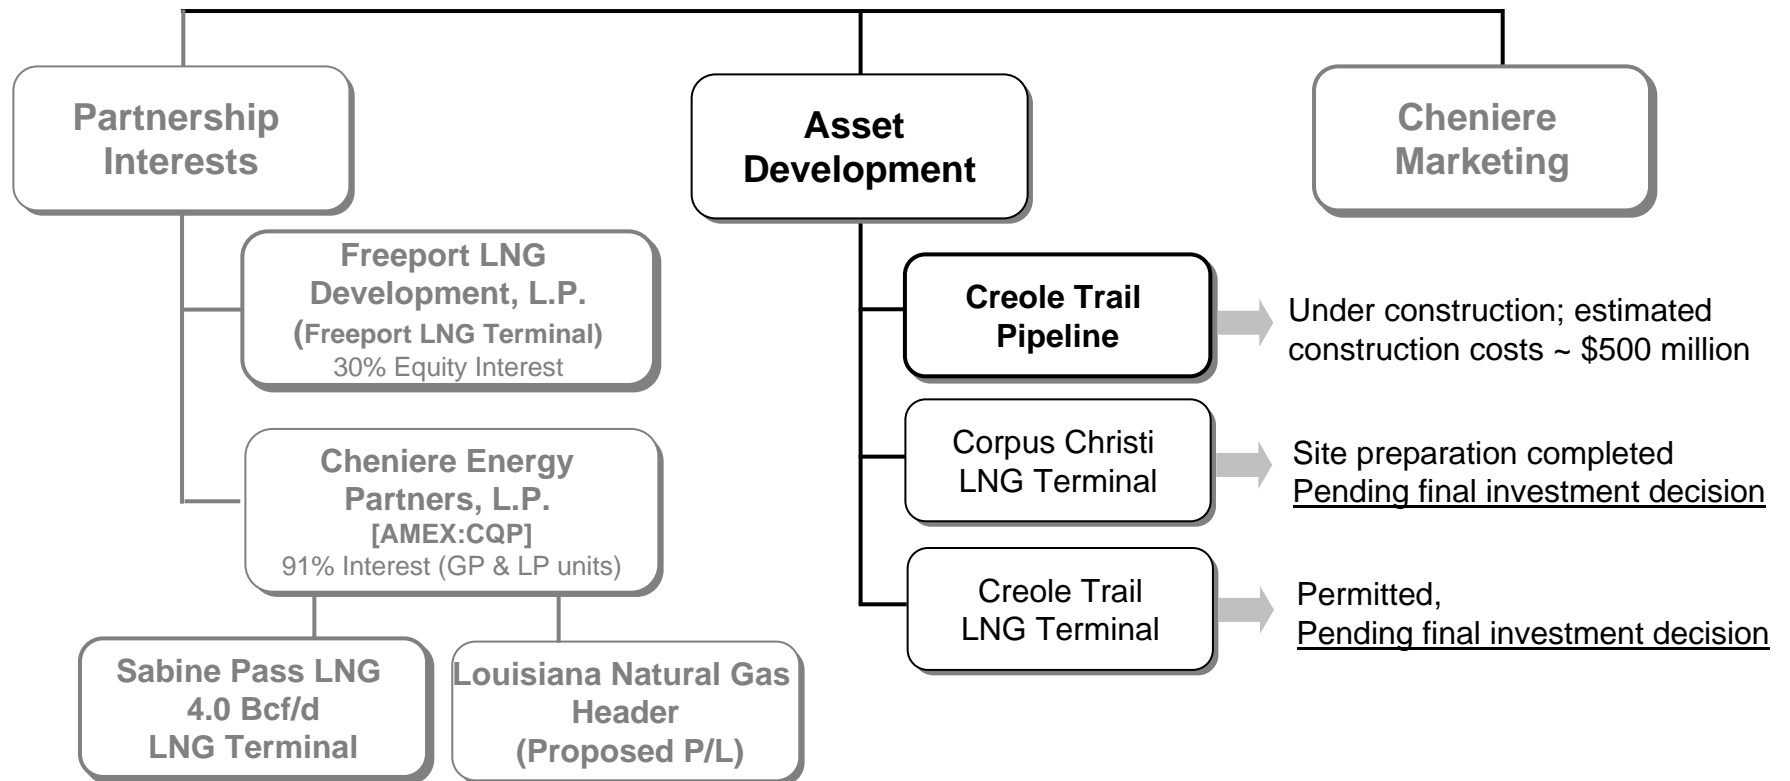 Partnership
Interests
Asset
Development
Cheniere
Marketing
Freeport LNG
Development, L.P.
(Freeport LNG Terminal)
30% Equity Interest
Cheniere Energy
Partners, L.P.
[AMEX:CQP]
91% Interest (GP & LP units)
Sabine Pass LNG
4.0 Bcf/d
LNG Terminal
Louisiana Natural Gas
Header
(Proposed P/L)
Creole Trail
Pipeline
Under construction; estimated
construction costs ~ $500 million
Corpus Christi
LNG Terminal
Site preparation completed
Pending final investment decision
Creole Trail
LNG Terminal
Permitted,
Pending final investment decision